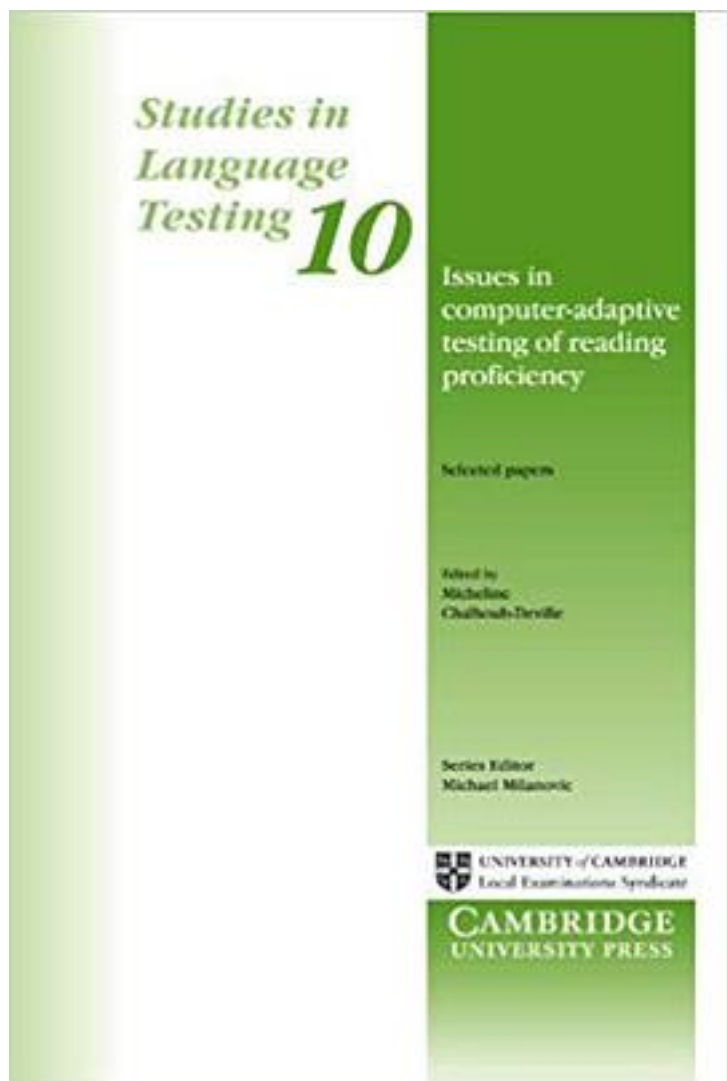 Studies in
Language
Testing 10
Issues in
computer-adaptive
testing of reading
proficiency
Selected papers
Edited by
Micheline
Chalhoub-Deville
Series Editor
Michael Milanovic
UNIVERSITY of CAMBRIDGE
Local Examinations Syndicate
CAMBRIDGE
UNIVERSITY PRESS